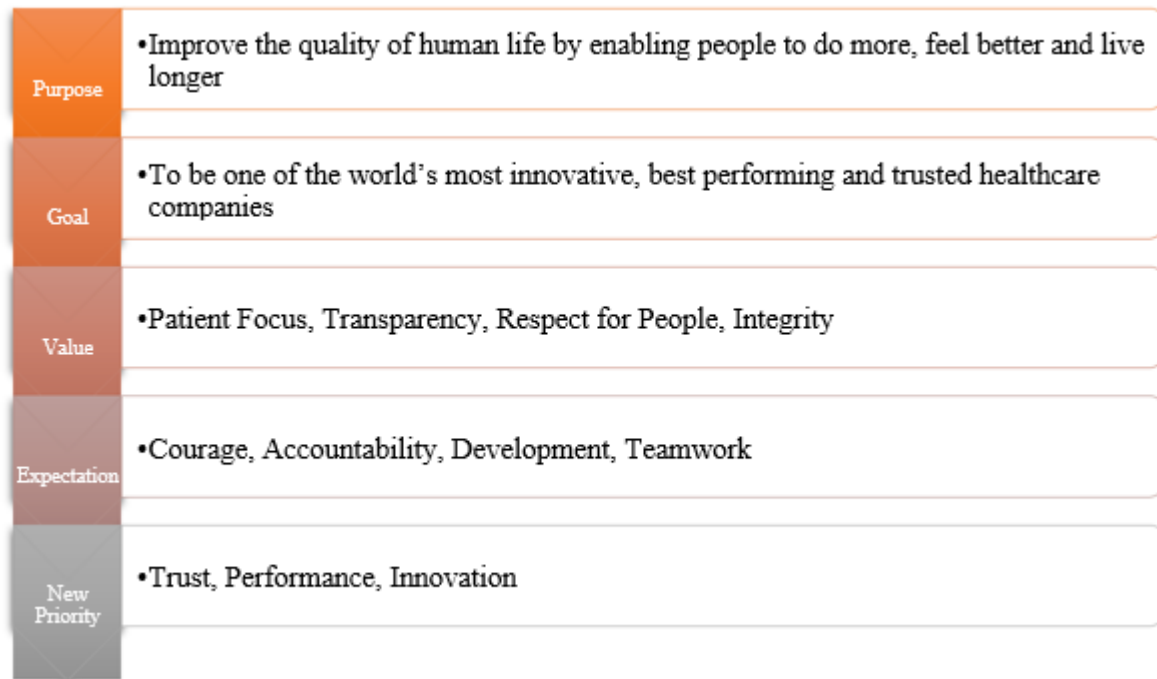 Purpose
•Improve the quality of human life by enabling people to do more, feel better and live
longer
Goal
•To be one of the world’s most innovative, best performing and trusted healthcare
companies
Value
•Patient Focus, Transparency, Respect for People, Integrity
Expectation
•Courage, Accountability, Development, Teamwork
New
Priority
•Trust, Performance, Innovation